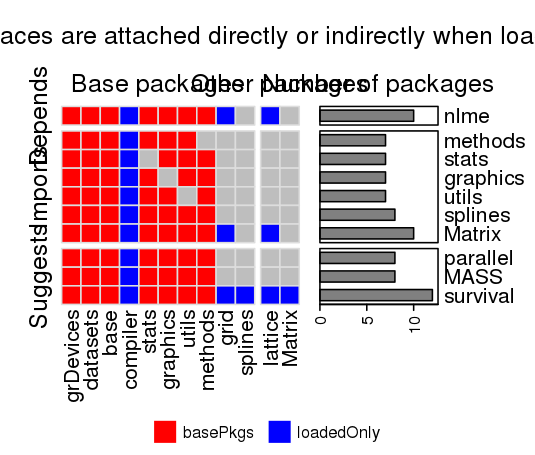 aces are attached directly or indirectly when loa
Base packages
Other packages
Number of packages
Depends
Imports
Suggests
nlme
methods
stats
graphics
utils
splines
Matrix
parallel
MASS
survival
0
5
10
grDevices
datasets
base
compiler
stats
graphics
utils
methods
grid
splines
lattice
Matrix
basePkgs
loadedOnly